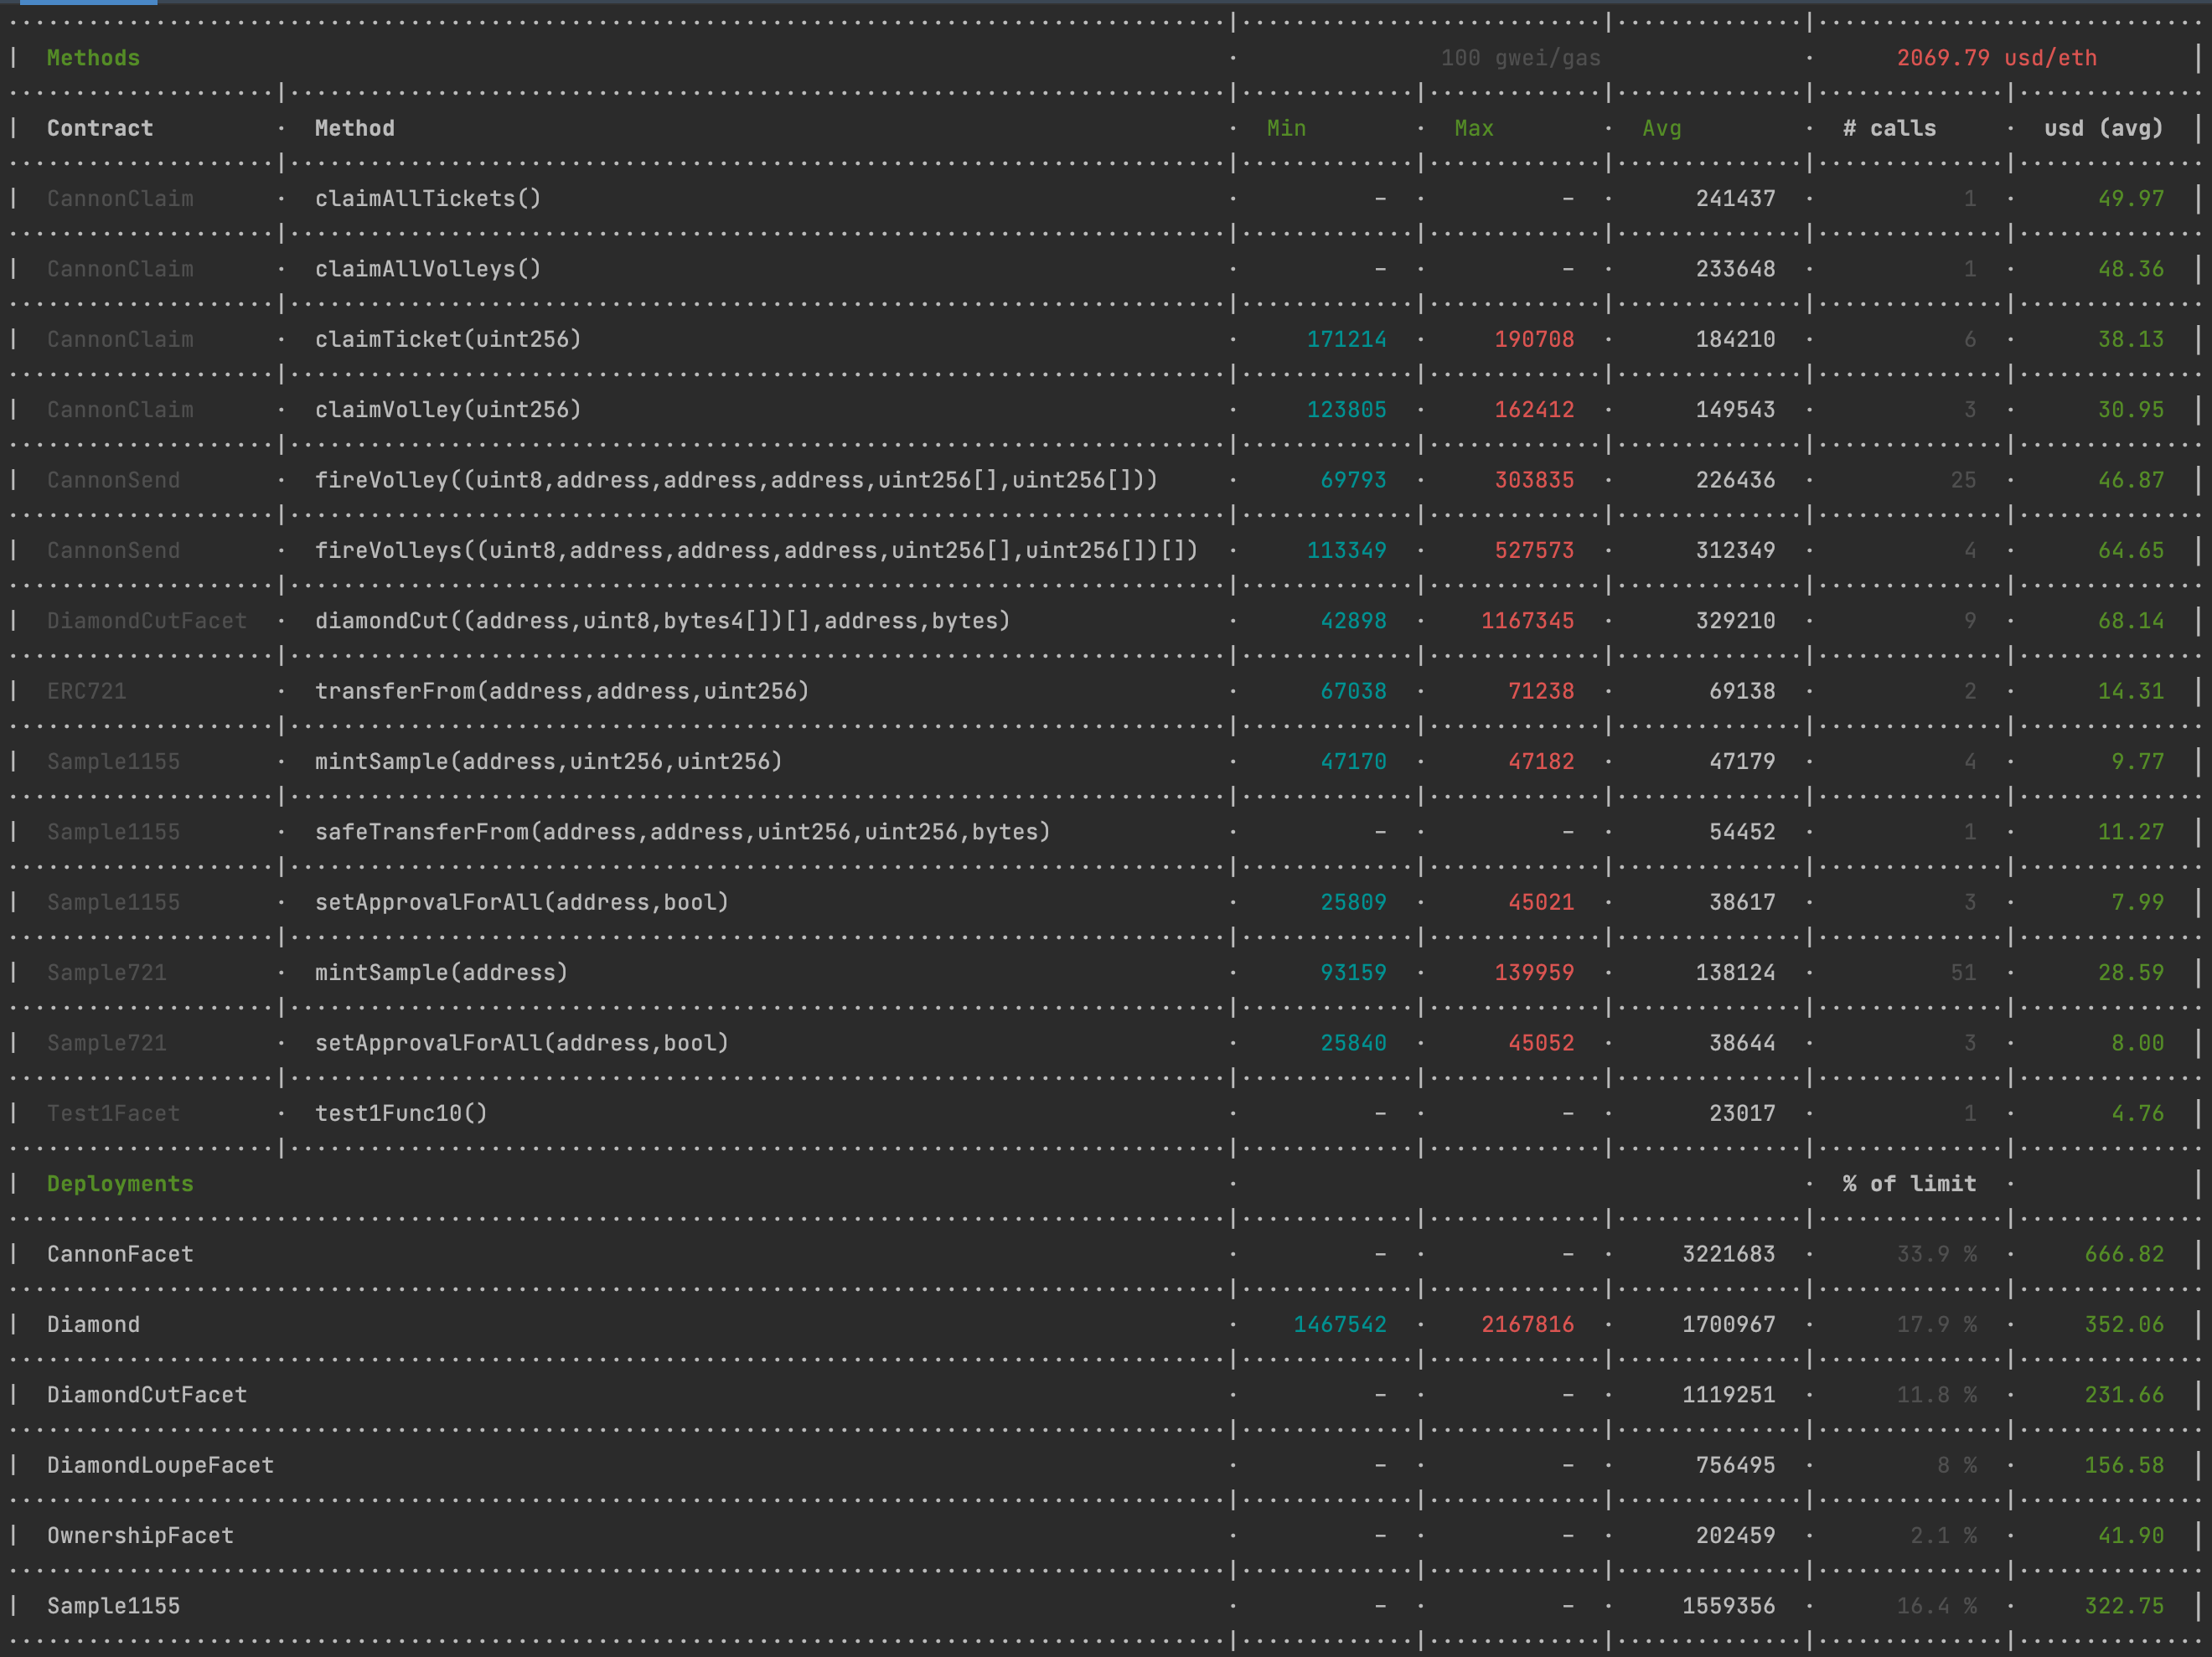 Methods 100 gwei/gas 2069.79 usd/eth
Contract Method Min Max Avg # calls usd (avg)
CannonClaim claimAllTickets() - - 241437 1 49.97
CannonClaim claimAllVolleys() - - 233648 1 48.36
CannonClaim claimTicket(uint256) 171214 190708 184210 6 38.13
CannonClaim claimVolley(uint256) 123805 162412 149543 3 30.95
CannonSend fireVolley((uint8,address,address,address,uint256[],uint256[])) 69793 303835 226436 25 46.87
CannonSend fireVolleys((uint8,address,address,address,uint256[],uint256[])[]) 113349 527573 312349 4 64.65
DiamondCutFacet diamondCut((address,uint8,bytes4[])[],address,bytes) 42898 1167345 329210 9 68.14
ERC721 transferFrom(address,address,uint256) 67038 71238 69138 2 14.31
Sample1155 mintSample(address,uint256,uint256) 47170 47182 47179 4 9.77
Sample1155 safeTransferFrom(address,address,uint256,uint256,bytes) - - 54452 1 11.27
Sample1155 setApprovalForAll(address,bool) 25809 45021 38617 3 7.99
Sample721 mintSample(address) 93159 139959 138124 51 28.59
Sample721 setApprovalForAll(address,bool) 25840 45052 38644 3 8.00
Test1Facet test1Func10() - - 23017 1 4.76
Deployments % of limit
CannonFacet - - 3221683 33.9 % 666.82
Diamond 1467542 2167816 1700967 17.9 % 352.06
DiamondCutFacet - - 1119251 11.8 % 231.66
DiamondLoupeFacet - - 756495 8 % 156.58
OwnershipFacet - - 202459 2.1 % 41.90
Sample1155 - - 1559356 16.4 % 322.75